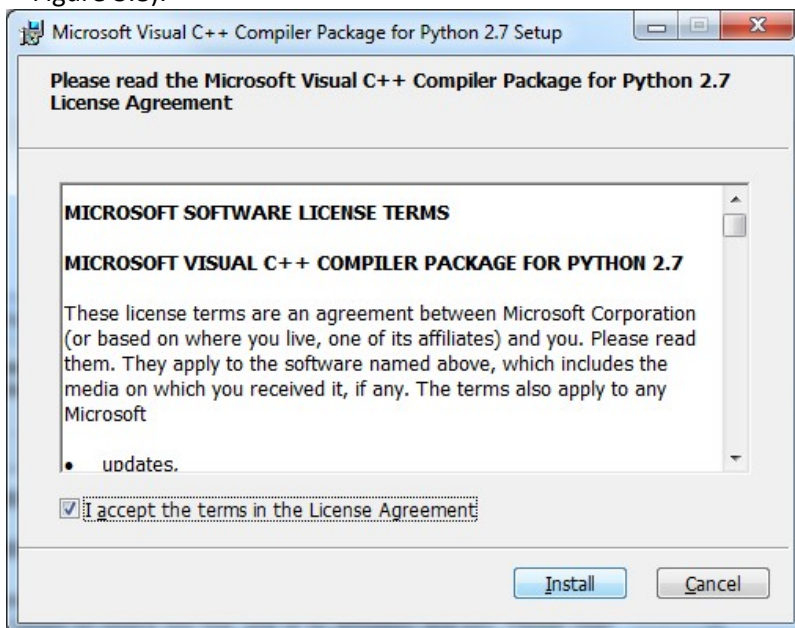 Microsoft Visual C++ Compiler Package for Python 2.7 Setup
Please read the Microsoft Visual C++ Compiler Package for Python 2.7
License Agreement
MICROSOFT SOFTWARE LICENSE TERMS
MICROSOFT VISUAL C++ COMPILER PACKAGE FOR PYTHON 2.7
These license terms are an agreement between Microsoft Corporation
(or based on where you live, one of its affiliates) and you. Please read
them. They apply to the software named above, which includes the
media on which you received it, if any. The terms also apply to any
Microsoft
• updates,
I accept the terms in the License Agreement
Install Cancel